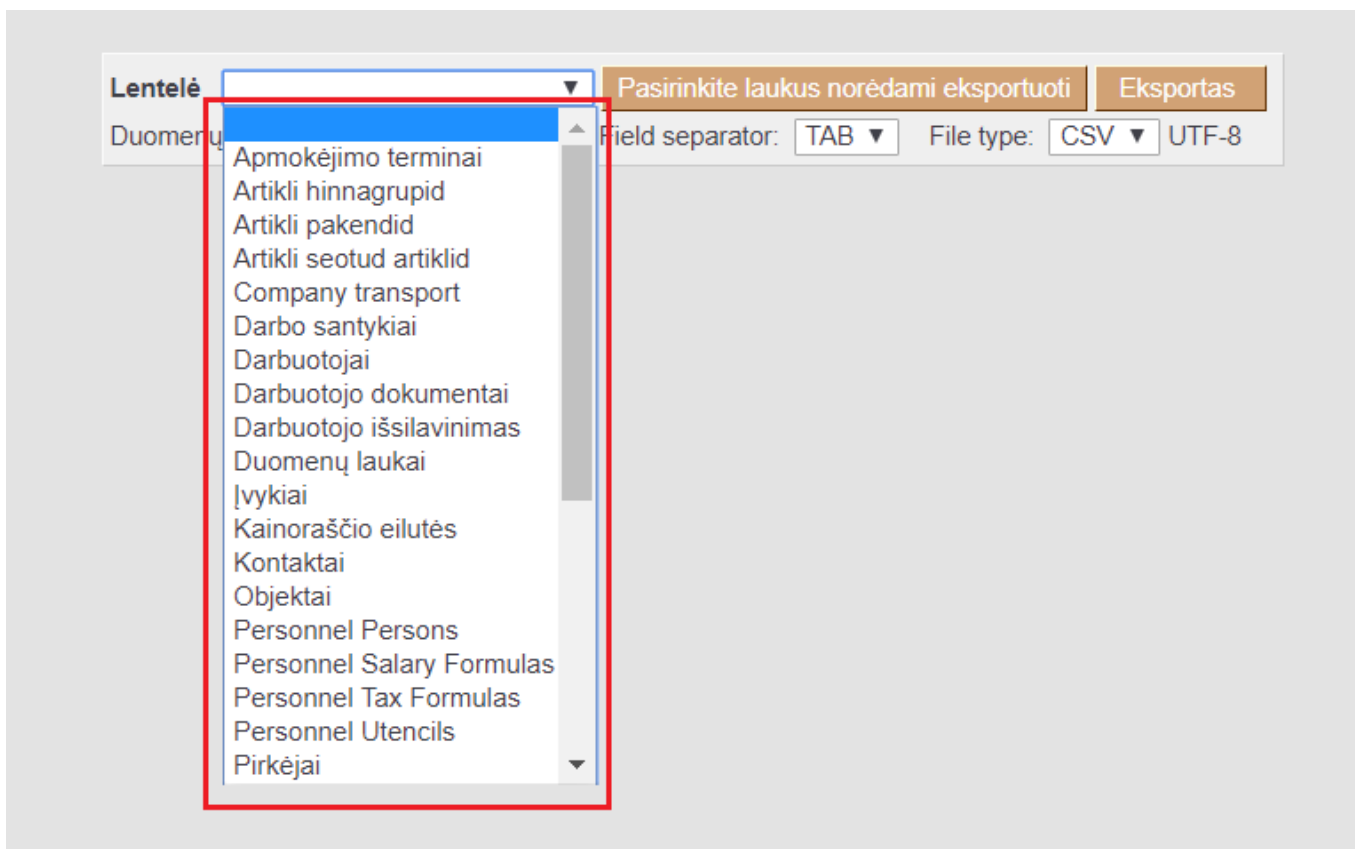 Lentelė Pasirinkite laukus norėdami eksportuoti Eksportas
Duomenų Field separator: TAB File type: CSV UTF-8
Apmokėjimo terminai
Artikli hinnagrupid
Artikli pakendid
Artikli seotud artiklid
Company transport
Darbo santykiai
Darbuotojai
Darbuotojo dokumentai
Darbuotojo išsilavinimas
Duomenų laukai
Įvykiai
Kainoraščio eilutės
Kontaktai
Objektai
Personnel Persons
Personnel Salary Formulas
Personnel Tax Formulas
Personnel Utencils
Pirkėjai